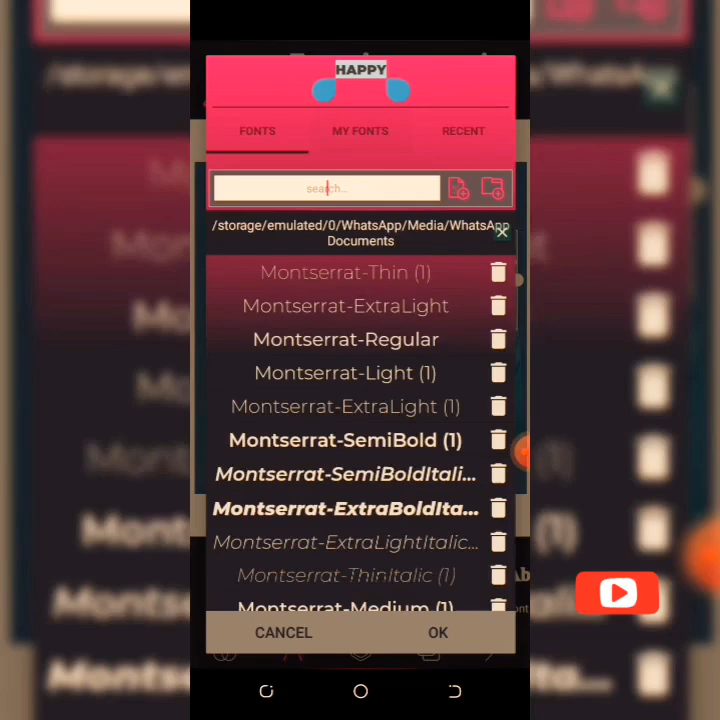 HAPPY
FONTS MY FONTS RECENT
search...
/storage/emulated/0/WhatsApp/Media/WhatsApp
Documents
Montserrat-Thin (1)
Montserrat-ExtraLight
Montserrat-Regular
Montserrat-Light (1)
Montserrat-ExtraLight (1)
Montserrat-SemiBold (1)
Montserrat-SemiBoldItali...
Montserrat-ExtraBoldIta...
Montserrat-ExtraLightItalic...
Montserrat-ThinItalic (1)
Montserrat-Medium (1)
CANCEL OK